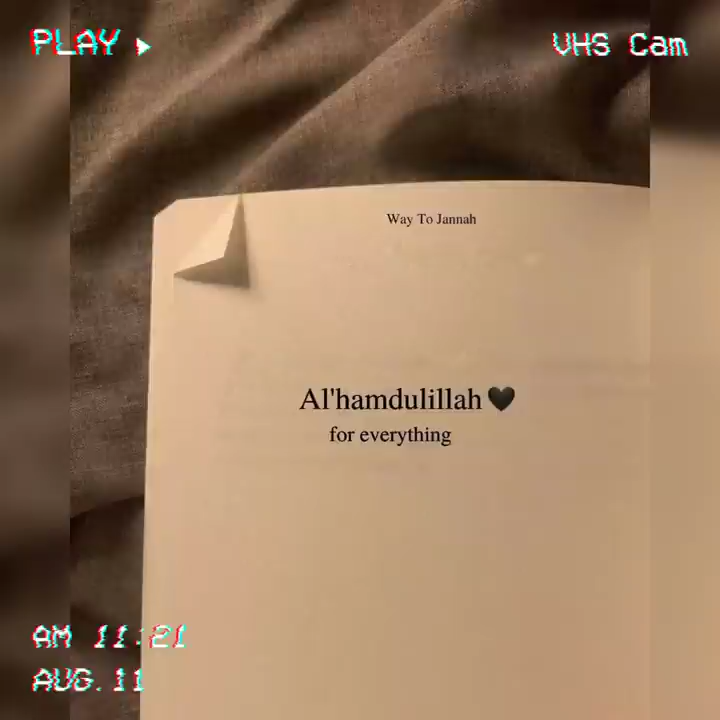 PLAY
VHS Cam
Way To Jannah
Al'hamdulillah🖤
for everything
AM 11:21
AUG. 11